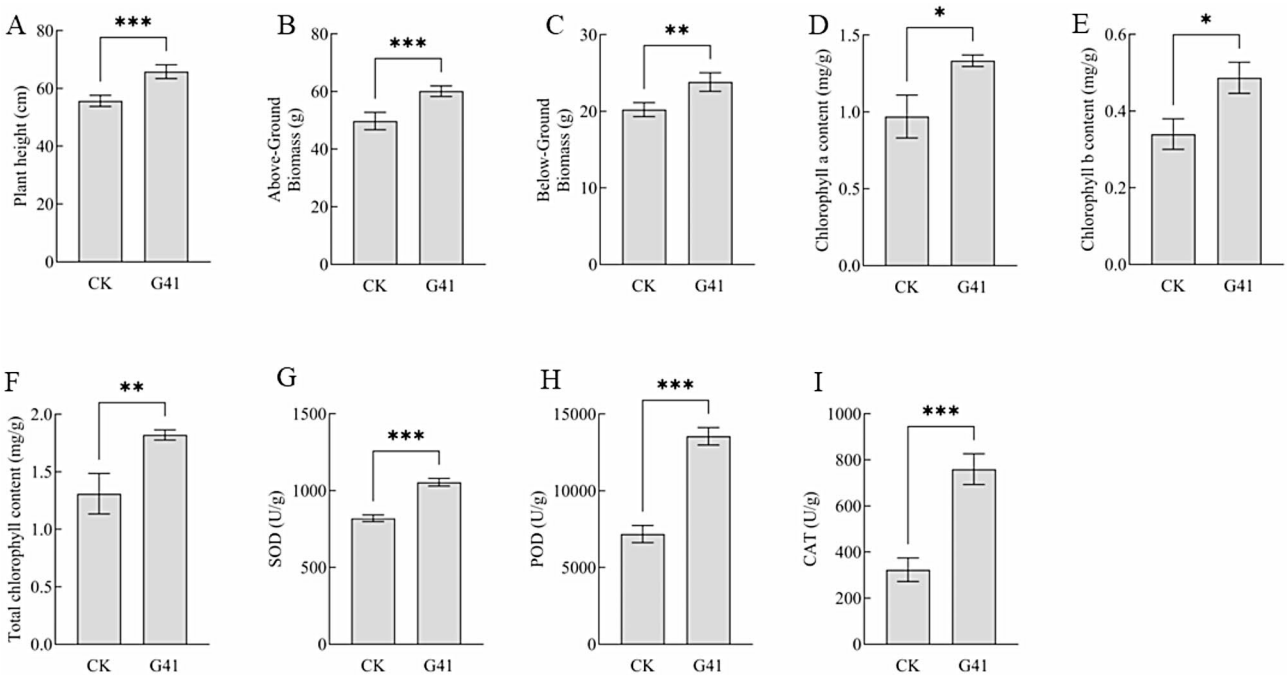 A
***
Plant height (cm)
80
60
40
20
0
CK G41
B
***
Above-Ground
Biomass (g)
80
60
40
20
0
CK G41
C
**
Below-Ground
Biomass (g)
30
20
10
0
CK G41
D
*
Chlorophyll a content (mg/g)
1.5
1.0
0.5
0.0
CK G41
E
*
Chlorophyll b content (mg/g)
0.6
0.4
0.2
0.0
CK G41
F
**
Total chlorophyll content (mg/g)
2.0
1.5
1.0
0.5
0.0
CK G41
G
***
SOD (U/g)
1500
1000
500
0
CK G41
H
***
POD (U/g)
15000
10000
5000
0
CK G41
I
***
CAT (U/g)
1000
800
600
400
200
0
CK G41